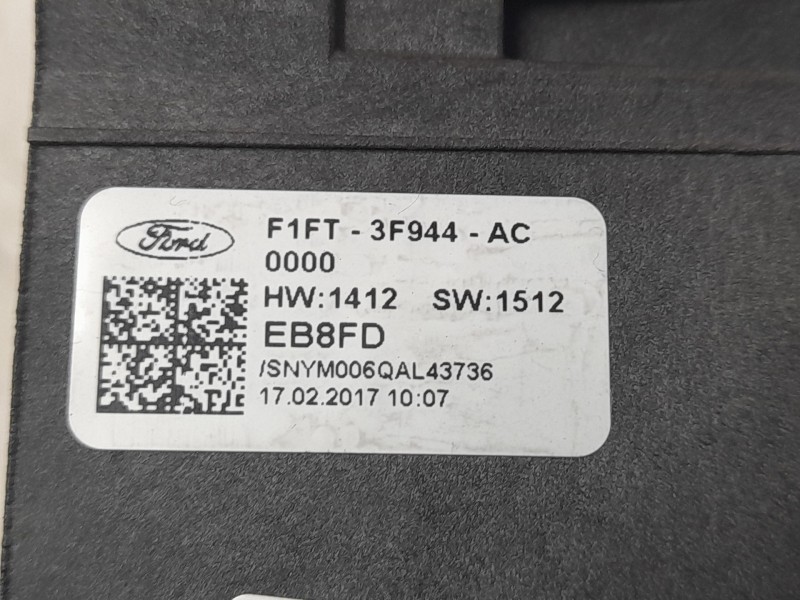 Ford
F1FT - 3F944 - AC
0000
HW:1412 SW:1512
EB8FD
/SNYM006QAL43736
17.02.2017 10:07